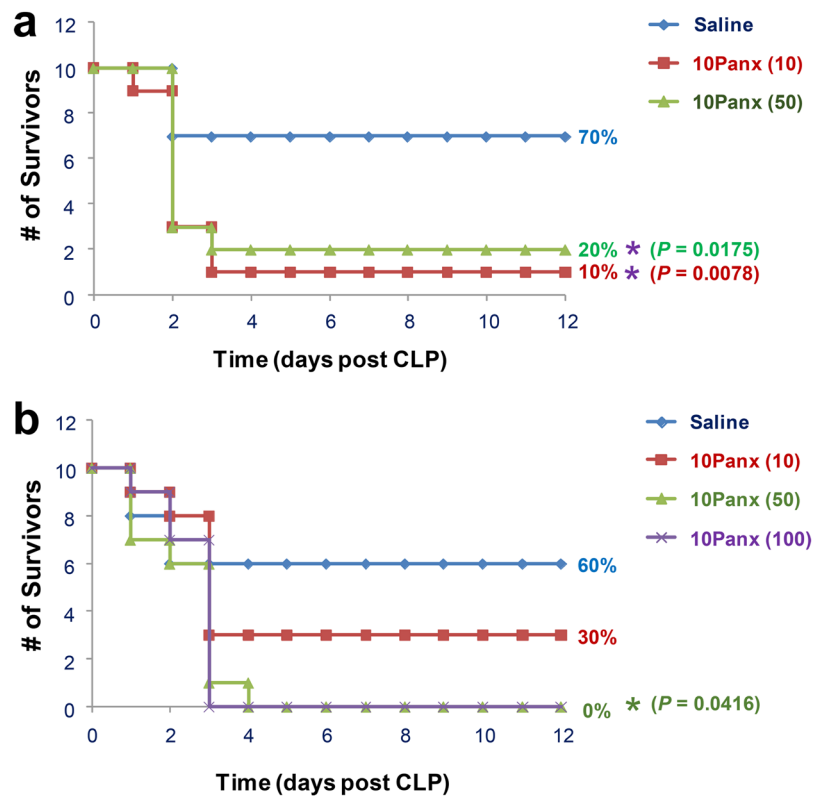 a
12
10
8
6
4
2
0
# of Survivors
0 2 4 6 8 10 12
Time (days post CLP)
Saline
10Panx (10)
10Panx (50)
70%
20% * (P = 0.0175)
10% * (P = 0.0078)
b
12
10
8
6
4
2
0
# of Survivors
0 2 4 6 8 10 12
Time (days post CLP)
Saline
10Panx (10)
10Panx (50)
10Panx (100)
60%
30%
0% * (P = 0.0416)